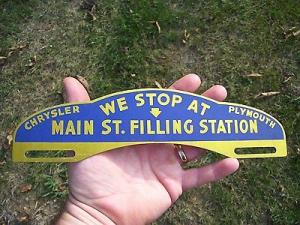 WE STOP AT
CHRYSLER
PLYMOUTH
MAIN ST. FILLING STATION